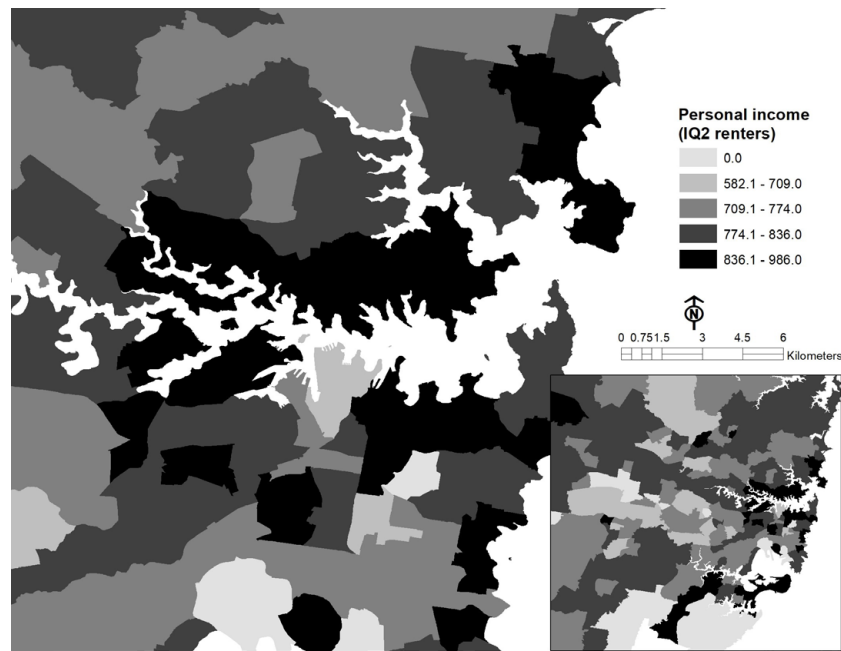 Personal income
(IQ2 renters)
0.0
582.1 - 709.0
709.1 - 774.0
774.1 - 836.0
836.1 - 986.0
N
0 0.751.5 3 4.5 6
Kilometers